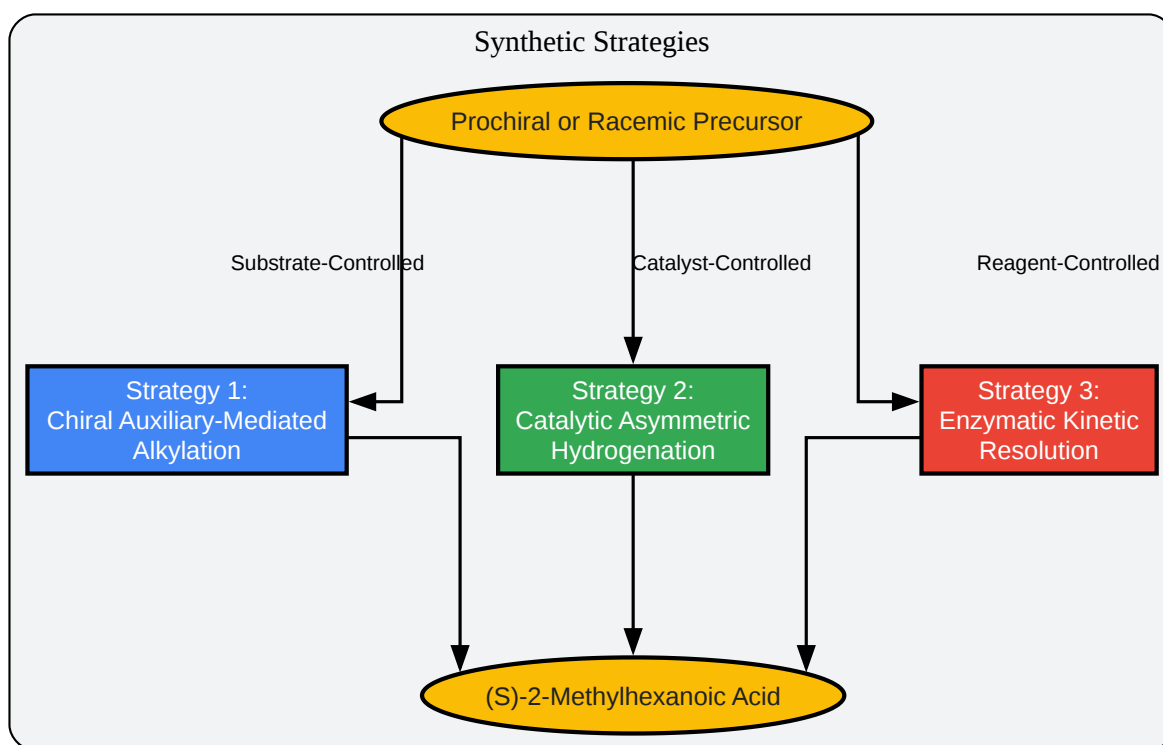 Synthetic Strategies
Prochiral or Racemic Precursor
Substrate-Controlled
Catalyst-Controlled
Reagent-Controlled
Strategy 1:
Chiral Auxiliary-Mediated
Alkylation
Strategy 2:
Catalytic Asymmetric
Hydrogenation
Strategy 3:
Enzymatic Kinetic
Resolution
(S)-2-Methylhexanoic Acid